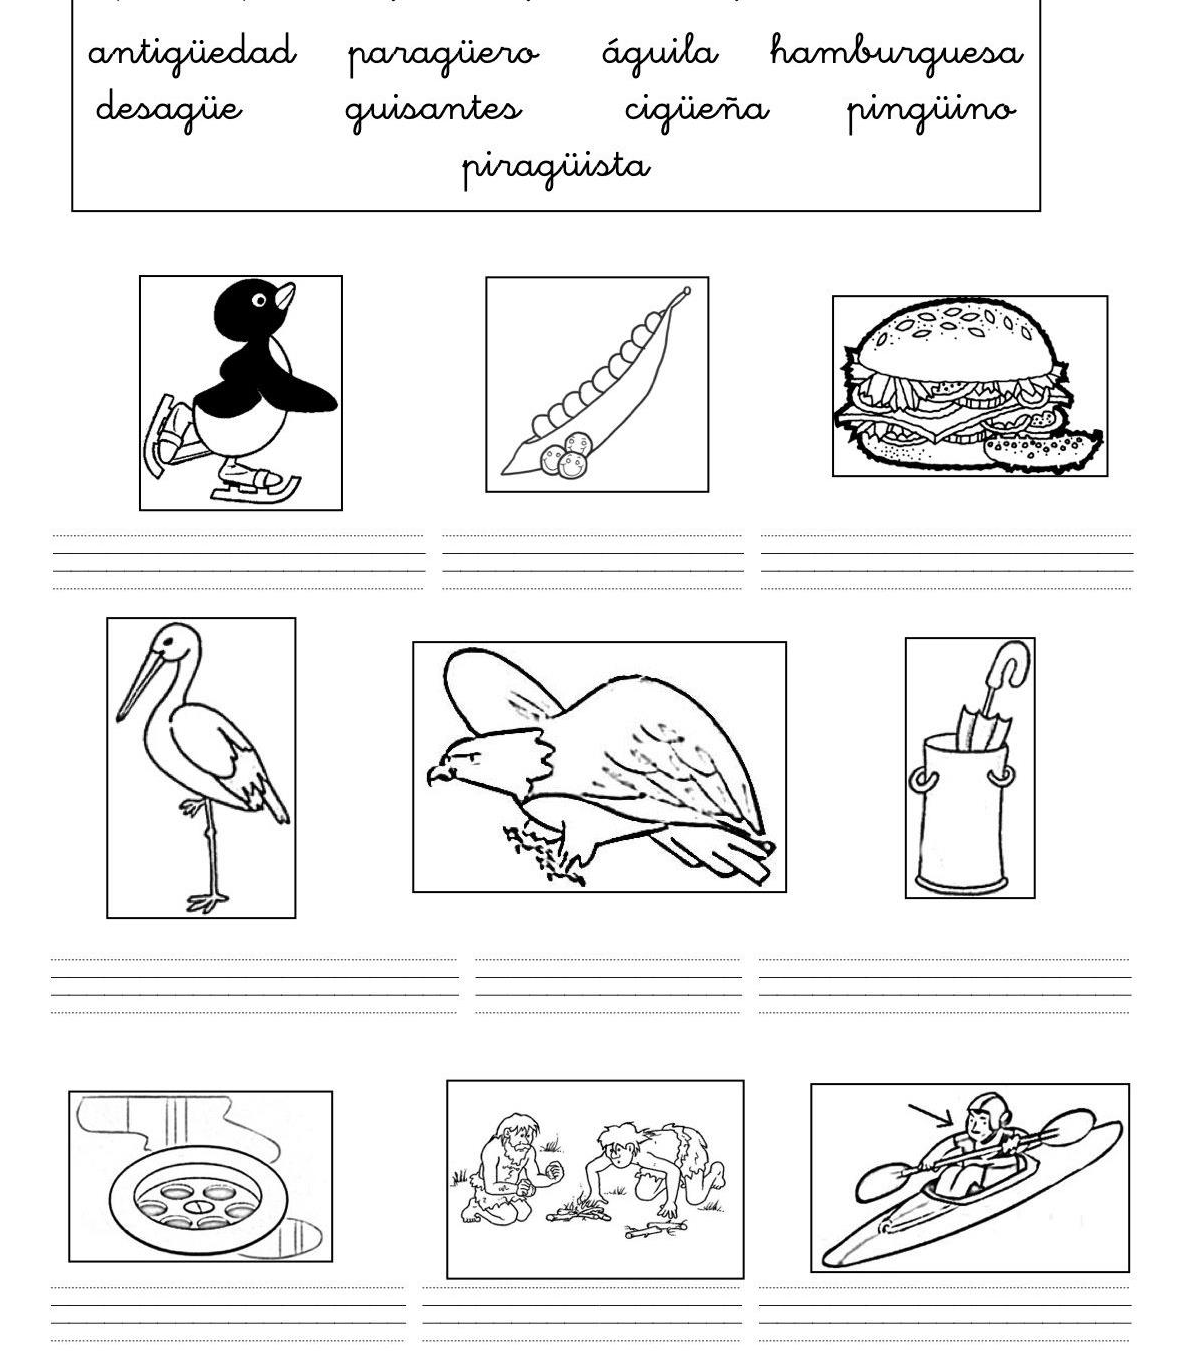 antigüedad paragüero águila hamburguesa
desagüe guisantes cigüeña pingüino
piragüista